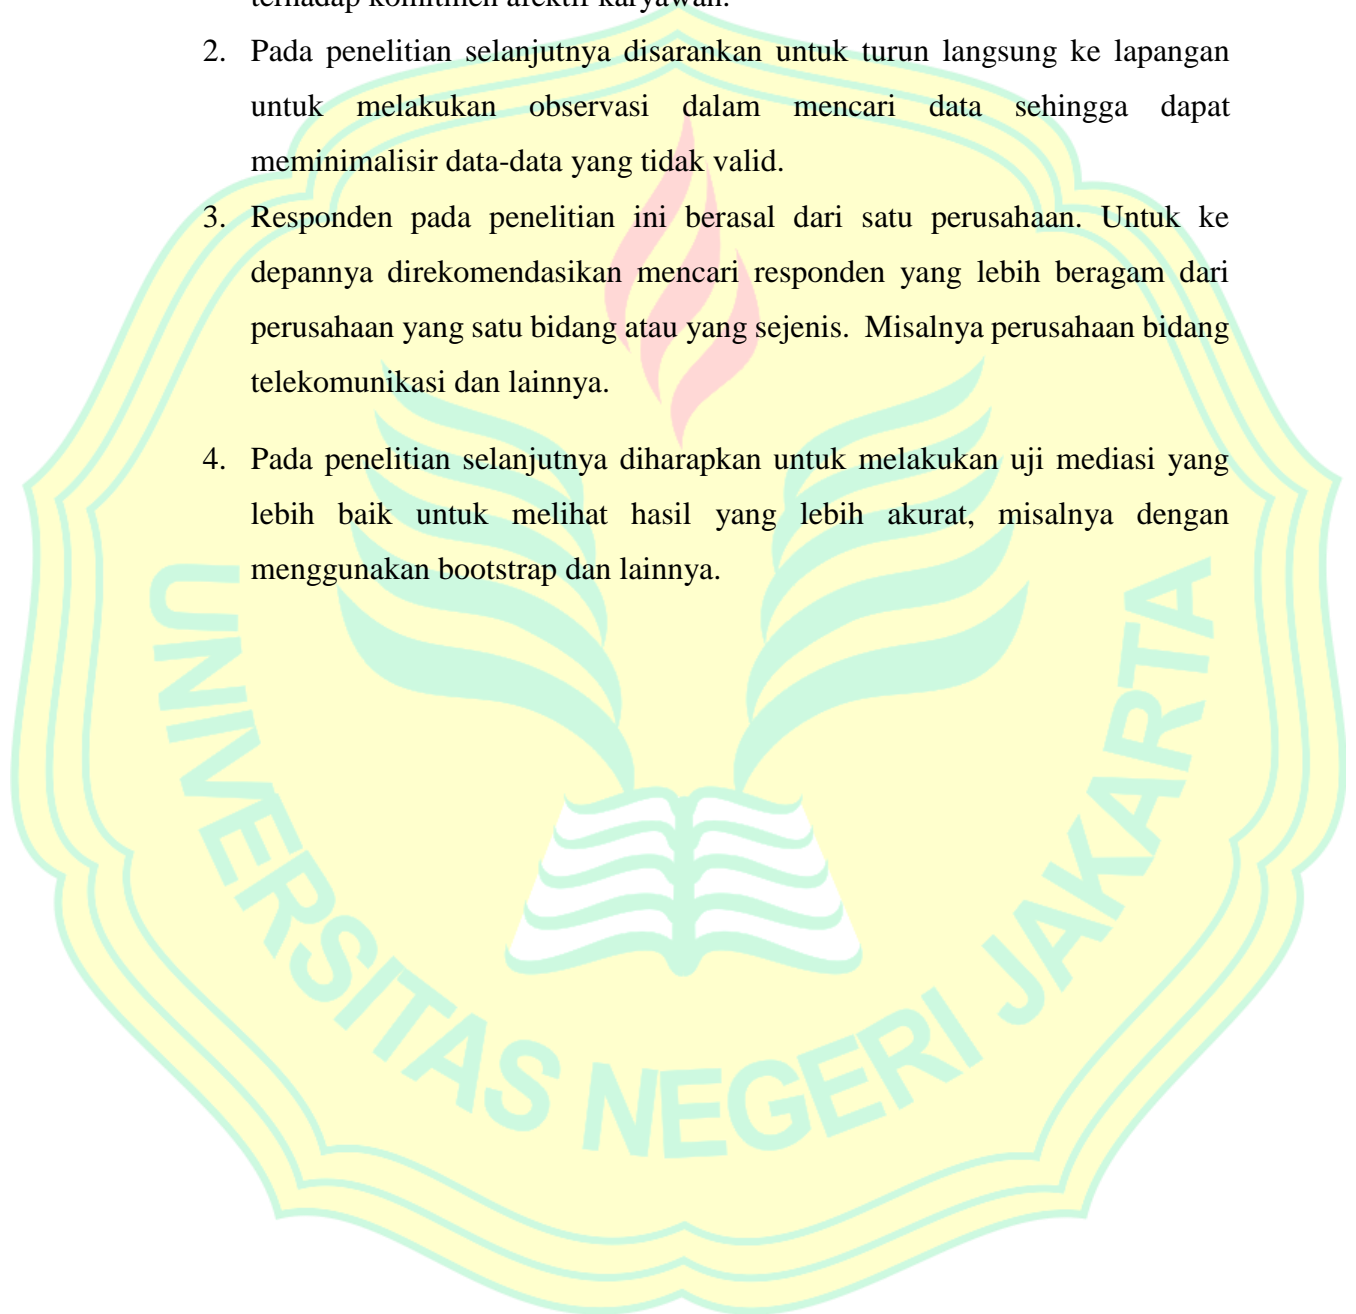 terhadap komitmen afektif karyawan.
2. Pada penelitian selanjutnya disarankan untuk turun langsung ke lapangan
untuk melakukan observasi dalam mencari data sehingga dapat
meminimalisir data-data yang tidak valid.
3. Responden pada penelitian ini berasal dari satu perusahaan. Untuk ke
depannya direkomendasikan mencari responden yang lebih beragam dari
perusahaan yang satu bidang atau yang sejenis. Misalnya perusahaan bidang
telekomunikasi dan lainnya.
4. Pada penelitian selanjutnya diharapkan untuk melakukan uji mediasi yang
lebih baik untuk melihat hasil yang lebih akurat, misalnya dengan
menggunakan bootstrap dan lainnya.
UNIVERSITAS NEGERI JAKARTA